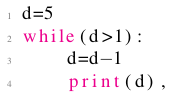 1 d=5
2 while(d>1):
3 d=d−1
4 print(d),